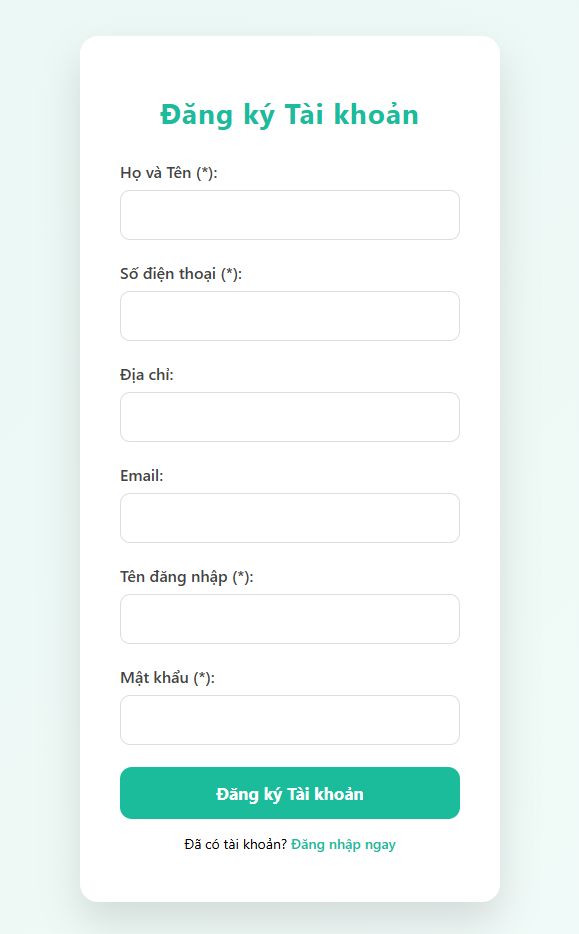 Đăng ký Tài khoản
Họ và Tên (*):
Số điện thoại (*):
Địa chỉ:
Email:
Tên đăng nhập (*):
Mật khẩu (*):
Đăng ký Tài khoản
Đã có tài khoản? Đăng nhập ngay